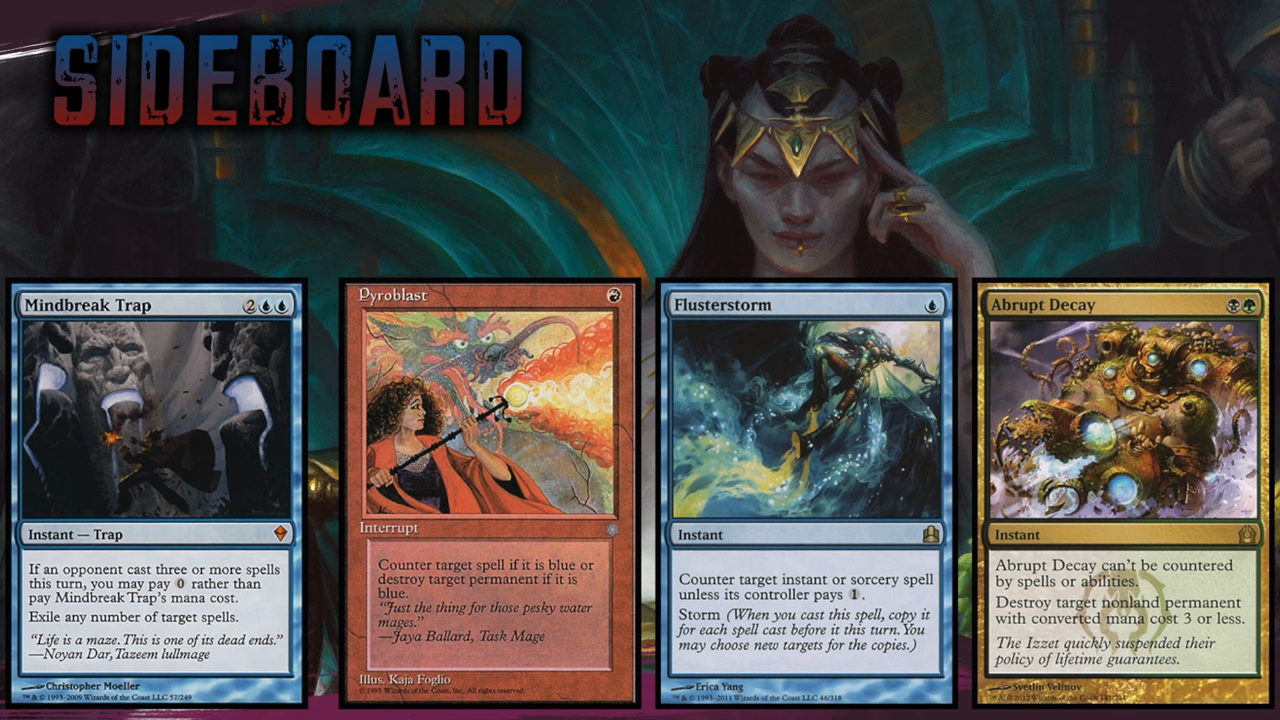 SIDEBOARD
Mindbreak Trap 2
Instant — Trap
If an opponent cast three or more spells
this turn, you may pay 0 rather than
pay Mindbreak Trap's mana cost.
Exile any number of target spells.
"Life is a maze. This is one of its dead ends."
—Noyan Dar, Tazeem lullmage
Christopher Moeller
™ & © 1993–2009 Wizards of the Coast LLC 57/249
Pyroblast
Interrupt
Counter target spell if it is blue or
destroy target permanent if it is
blue.
"Just the thing for those pesky water
mages."
—Jaya Ballard, Task Mage
Illus. Kaja Foglio
© 1995 Wizards of the Coast, Inc. All rights reserved.
Flusterstorm
Instant
Counter target instant or sorcery spell
unless its controller pays 1.
Storm (When you cast this spell, copy it
for each spell cast before it this turn. You
may choose new targets for the copies.)
Erica Yang
™ & © 1993–2011 Wizards of the Coast LLC 46/318
Abrupt Decay
Instant
Abrupt Decay can't be countered
by spells or abilities.
Destroy target nonland permanent
with converted mana cost 3 or less.
The Izzet quickly suspended their
policy of lifetime guarantees.
Svetlin Velinov